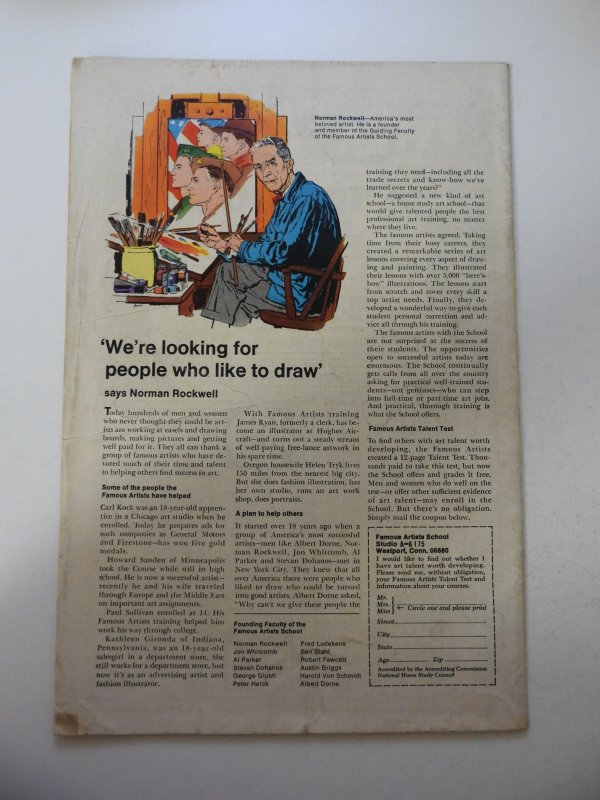 Norman Rockwell—America's most
beloved artist. He is a founder
and member of the Guiding Faculty
of the Famous Artists School.
'We're looking for
people who like to draw'
says Norman Rockwell
Today hundreds of men and women
who never thought they could be art-
ists are working at easels and drawing
boards, making pictures and getting
well paid for it. They all can thank a
group of famous artists who have de-
voted much of their time and talent
to helping others find success in art.
Some of the people the
Famous Artists have helped
Carl Kock was an 18-year-old appren-
tice in a Chicago art studio when he
enrolled. Today he prepares ads for
such companies as General Motors
and Firestone—has won five gold
medals.
Howard Sunden of Minneapolis
took the Course while still in high
school. He is now a successful artist—
recently he and his wife traveled
through Europe and the Middle East
on important art assignments.
Paul Sullivan enrolled at 14. His
Famous Artists training helped him
work his way through college.
Kathleen Gironda of Indiana,
Pennsylvania, was an 18-year-old
salesgirl in a department store. She
still works for a department store, but
now it's as an advertising artist and
fashion illustrator.
With Famous Artists training
James Ryan, formerly a clerk, has be-
come an illustrator at Hughes Air-
craft—and turns out a steady stream
of well-paying free-lance artwork in
his spare time.
Oregon housewife Helen Tryk lives
150 miles from the nearest big city.
But she does fashion illustration, has
her own studio, runs an art work
shop, does portraits.
A plan to help others
It started over 18 years ago when a
group of America's most successful
artists—men like Albert Dorne, Nor-
man Rockwell, Jon Whitcomb, Al
Parker and Stevan Dohanos—met in
New York City. They knew that all
over America there were people who
liked to draw who could be turned
into good artists. Albert Dorne asked,
"Why can't we give these people the
Founding Faculty of the
Famous Artists School
Norman Rockwell
Jon Whitcomb
Al Parker
Stevan Dohanos
George Giusti
Peter Helck
Fred Ludekens
Ben Stahl
Robert Fawcett
Austin Briggs
Harold Von Schmidt
Albert Dorne
training they need—including all the
trade secrets and know-how we've
learned over the years?"
He suggested a new kind of art
school—a home study art school—that
would give talented people the best
professional art training, no matter
where they live.
The famous artists agreed. Taking
time from their busy careers, they
created a remarkable series of art
lessons covering every aspect of draw-
ing and painting. They illustrated
their lessons with over 5,000 "here's-
how" illustrations. The lessons start
from scratch and cover every skill a
top artist needs. Finally, they de-
veloped a wonderful way to give each
student personal correction and ad-
vice all through his training.
The famous artists with the School
are not surprised at the success of
their students. The opportunities
open to successful artists today are
enormous. The School continually
gets calls from all over the country
asking for practical well-trained stu-
dents—not geniuses—who can step
into full-time or part-time art jobs.
And practical, thorough training is
what the School offers.
Famous Artists Talent Test
To find others with art talent worth
developing, the Famous Artists
created a 12-page Talent Test. Thou-
sands paid to take this test, but now
the School offers and grades it free.
Men and women who do well on the
test—or offer other sufficient evidence
of art talent—may enroll in the
School. But there's no obligation.
Simply mail the coupon below.
Famous Artists School
Studio A-6175
Westport, Conn. 06880
I would like to find out whether I
have art talent worth developing.
Please send me, without obligation,
your Famous Artists Talent Test and
information about your courses.
Mr.
Mrs.
Miss
← Circle one and please print
Street
City
State
Age Zip
Accredited by the Accrediting Commission
National Home Study Council